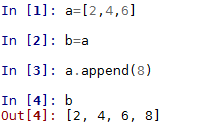 In [1]: a=[2,4,6]
In [2]: b=a
In [3]: a.append(8)
In [4]: b
Out[4]: [2, 4, 6, 8]